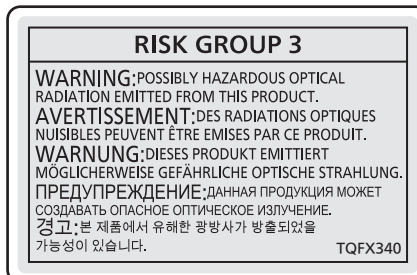 RISK GROUP 3
WARNING:POSSIBLY HAZARDOUS OPTICAL
RADIATION EMITTED FROM THIS PRODUCT.
AVERTISSEMENT:DES RADIATIONS OPTIQUES
NUISIBLES PEUVENT ÊTRE EMISES PAR CE PRODUIT.
WARNUNG:DIESES PRODUKT EMITTIERT
MÖGLICHERWEISE GEFÄHRLICHE OPTISCHE STRAHLUNG.
ПРЕДУПРЕЖДЕНИЕ:ДАННАЯ ПРОДУКЦИЯ МОЖЕТ
СОЗДАВАТЬ ОПАСНОЕ ОПТИЧЕСКОЕ ИЗЛУЧЕНИЕ.
경고:본 제품에서 유해한 광방사가 방출되었을
가능성이 있습니다. TQFX340